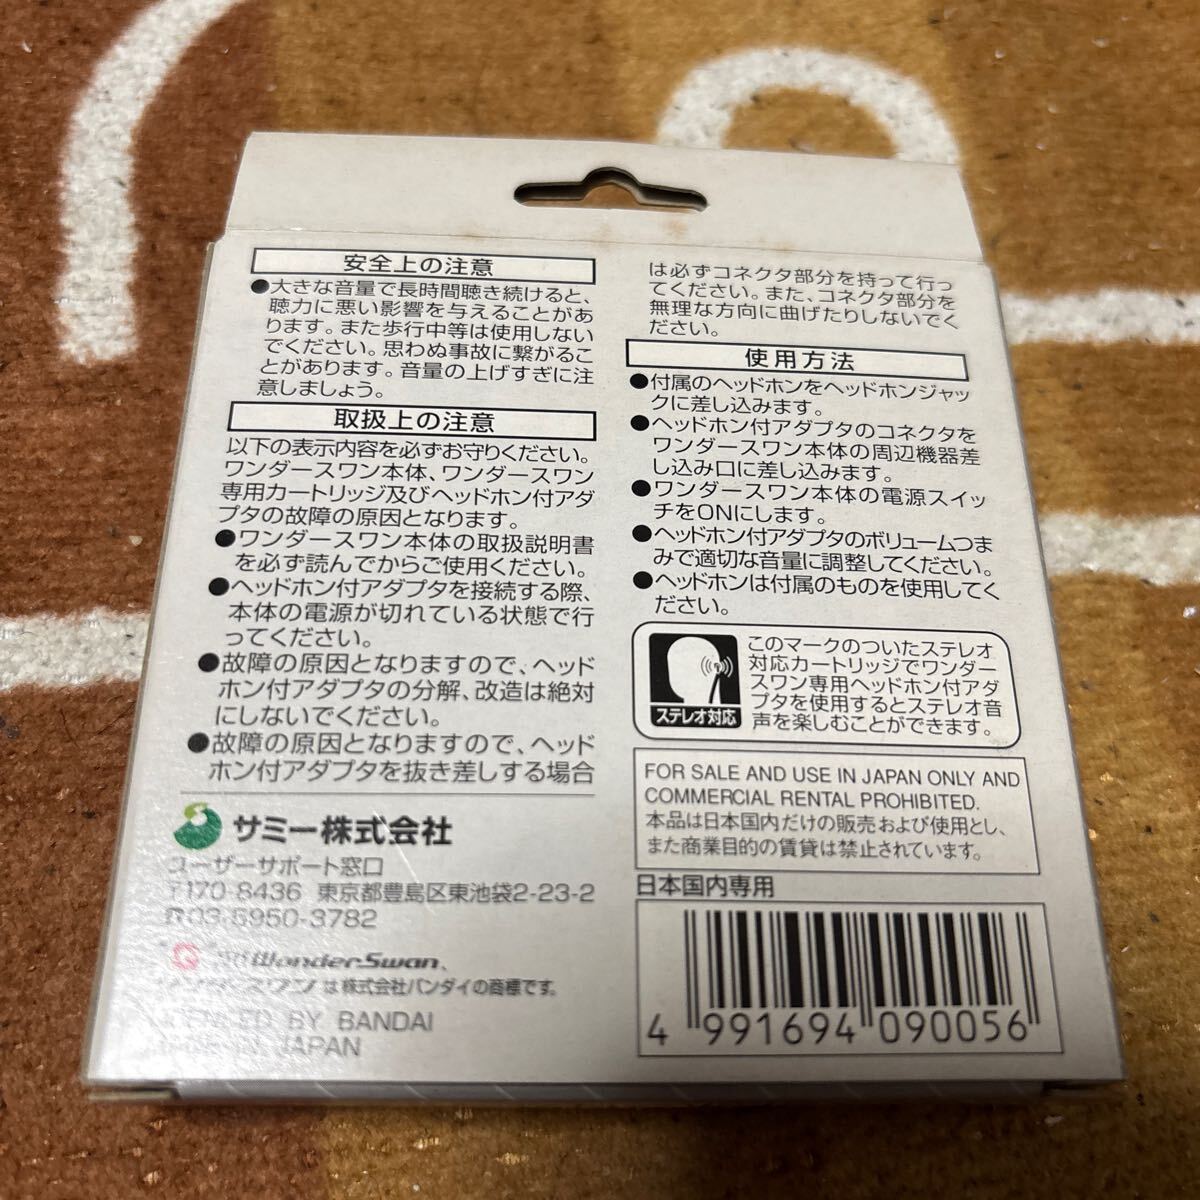 安全上の注意
●大きな音量で長時間聴き続けると、
聴力に悪い影響を与えることがあ
ります。また歩行中等は使用しない
でください。思わぬ事故に繋がるこ
とがあります。音量の上げすぎに注
意しましょう。
取扱上の注意
以下の表示内容を必ずお守りください。
ワンダースワン本体、ワンダースワン
専用カートリッジ及びヘッドホン付アダ
プタの故障の原因となります。
●ワンダースワン本体の取扱説明書
を必ず読んでからご使用ください。
●ヘッドホン付アダプタを接続する際、
本体の電源が切れている状態で行
ってください。
●故障の原因となりますので、ヘッド
ホン付アダプタの分解、改造は絶対
にしないでください。
●故障の原因となりますので、ヘッド
ホン付アダプタを抜き差しする場合
は必ずコネクタ部分を持って行っ
てください。また、コネクタ部分を
無理な方向に曲げたりしないでく
ださい。
使用方法
●付属のヘッドホンをヘッドホンジャッ
クに差し込みます。
●ヘッドホン付アダプタのコネクタを
ワンダースワン本体の周辺機器差
し込み口に差し込みます。
●ワンダースワン本体の電源スイッ
チをONにします。
●ヘッドホン付アダプタのボリュームつま
みで適切な音量に調整してください。
●ヘッドホンは付属のものを使用してく
ださい。
ステレオ対応
このマークのついたステレオ
対応カートリッジでワンダー
スワン専用ヘッドホン付アダ
プタを使用するとステレオ音
声を楽しむことができます。
FOR SALE AND USE IN JAPAN ONLY AND
COMMERCIAL RENTAL PROHIBITED.
本品は日本国内だけの販売および使用とし、
また商業目的の賃貸は禁止されています。
日本国内専用
4 991694 090056
サミー株式会社
ユーザーサポート窓口
〒170-8436 東京都豊島区東池袋2-23-2
☎03-5950-3782
WonderSwan、
は株式会社バンダイの商標です。
BY BANDAI
IN JAPAN